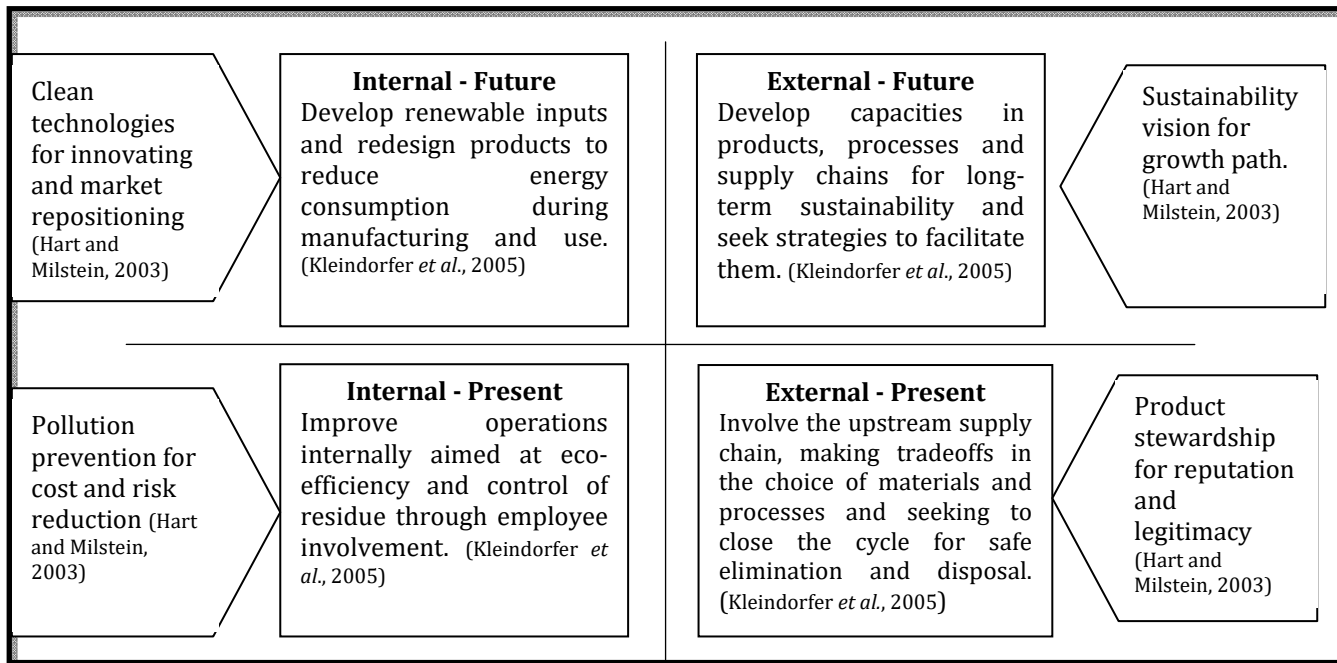 Clean
technologies
for innovating
and market
repositioning
(Hart and
Milstein, 2003)
Internal - Future
Develop renewable inputs
and redesign products to
reduce energy
consumption during
manufacturing and use.
(Kleindorfer et al., 2005)
External - Future
Develop capacities in
products, processes and
supply chains for long-
term sustainability and
seek strategies to facilitate
them. (Kleindorfer et al., 2005)
Sustainability
vision for
growth path.
(Hart and
Milstein, 2003)
Pollution
prevention for
cost and risk
reduction (Hart
and Milstein,
2003)
Internal - Present
Improve operations
internally aimed at eco-
efficiency and control of
residue through employee
involvement. (Kleindorfer et
al., 2005)
External - Present
Involve the upstream supply
chain, making tradeoffs in
the choice of materials and
processes and seeking to
close the cycle for safe
elimination and disposal.
(Kleindorfer et al., 2005)
Product
stewardship
for reputation
and
legitimacy
(Hart and
Milstein, 2003)